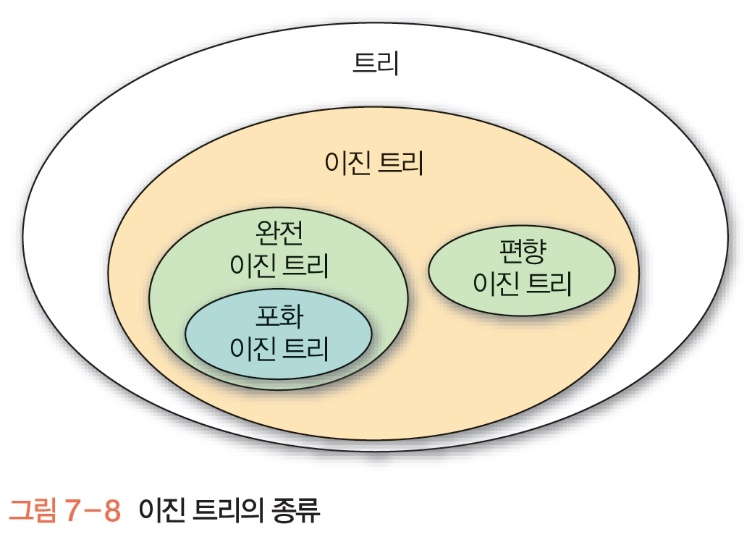 트리
이진 트리
완전
이진 트리
편향
이진 트리
포화
이진 트리
그림 7-8 이진 트리의 종류